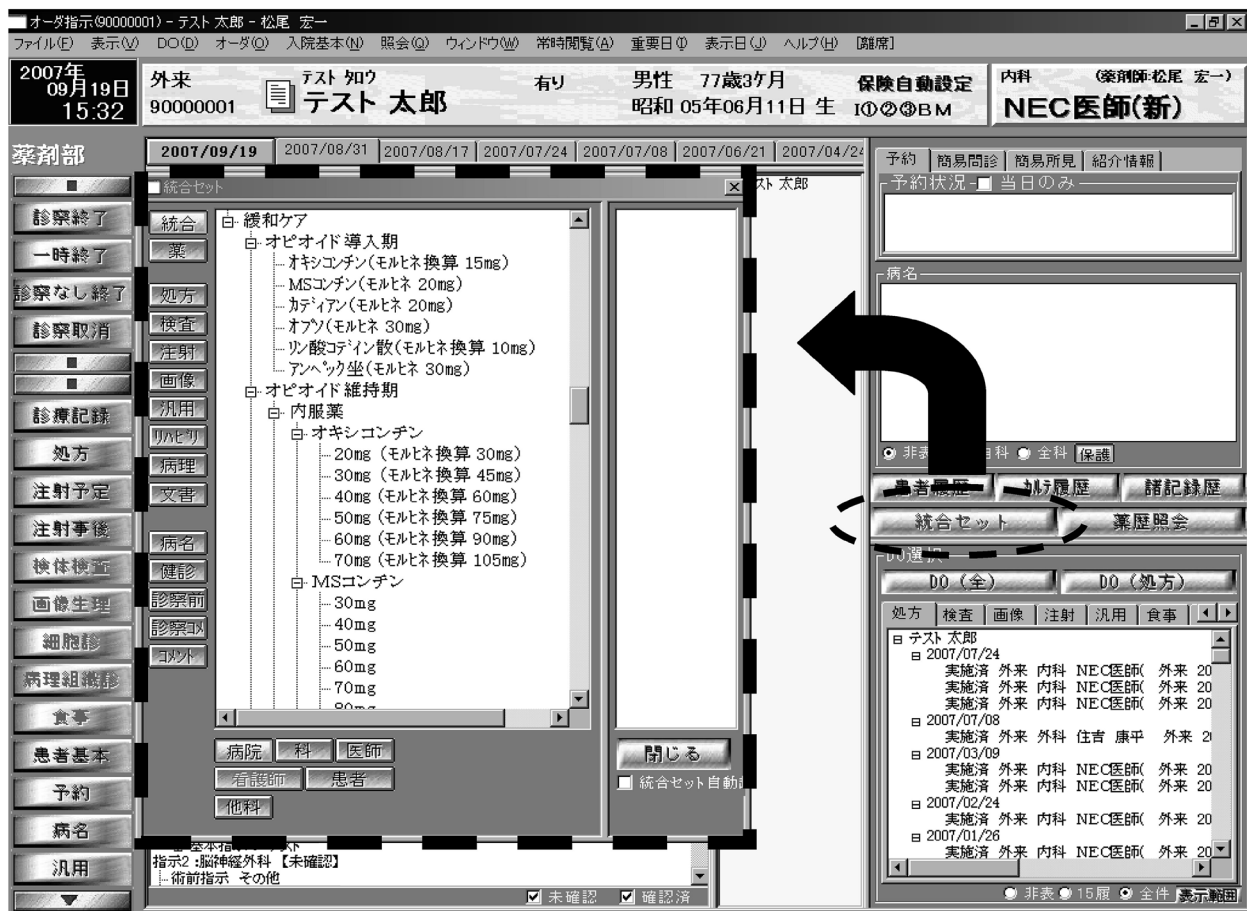 オーダ指示(90000001) - テスト 太郎 - 松尾 宏一
ファイル(F) 表示(V) DO(D) オーダ(O) 入院基本(N) 照会(Q) ウィンドウ(W) 常時閲覧(A) 重要日(I) 表示日(J) ヘルプ(H) [離席]
2007年
09月19日
15:32
外来
90000001
テスト タロウ
テスト 太郎
有り
男性 77歳3ケ月
昭和 05年06月11日 生
保険自動設定
I①②③BM
内科 (薬剤師:松尾 宏一)
NEC医師(新)
薬剤部
■
診察終了
一時終了
診察なし終了
診察取消
■
■
診療記録
処方
注射予定
注射事後
検体検査
画像生理
細胞診
病理組織診
食事
患者基本
予約
病名
汎用
▼
2007/09/19 2007/08/31 2007/08/17 2007/07/24 2007/07/08 2007/06/21 2007/04/24
統合セット
統合
薬
処方
検査
注射
画像
汎用
リハビリ
病理
文書
病名
健診
診察前
診察コメ
コメント
緩和ケア
オピオイド導入期
オキシコンチン(モルヒネ換算 15mg)
MSコンチン(モルヒネ 20mg)
カディアン(モルヒネ 20mg)
オプソ(モルヒネ 30mg)
リン酸コデイン散(モルヒネ換算 10mg)
アンペック坐(モルヒネ 30mg)
オピオイド維持期
内服薬
オキシコンチン
20mg (モルヒネ換算 30mg)
30mg (モルヒネ換算 45mg)
40mg (モルヒネ換算 60mg)
50mg (モルヒネ換算 75mg)
60mg (モルヒネ換算 90mg)
70mg (モルヒネ換算 105mg)
MSコンチン
30mg
40mg
50mg
60mg
70mg
80mg
病院 科 医師
看護師 患者
他科
閉じる
統合セット自動
スト 太郎
指示2 :脳神経外科 【未確認】
術前指示 その他
未確認 確認済
予約 簡易問診 簡易所見 紹介情報
予約状況 当日のみ
病名
非表 科 全科 保護
患者履歴 カルテ履歴 諸記録歴
統合セット 薬歴照会
DO選択
DO (全) DO (処方)
処方 検査 画像 注射 汎用 食事
テスト 太郎
2007/07/24
実施済 外来 内科 NEC医師( 外来 20
実施済 外来 内科 NEC医師( 外来 20
実施済 外来 内科 NEC医師( 外来 20
2007/07/08
実施済 外来 外科 住吉 康平 外来 2
2007/03/09
実施済 外来 内科 NEC医師( 外来 20
実施済 外来 内科 NEC医師( 外来 20
2007/02/24
実施済 外来 内科 NEC医師( 外来 20
2007/01/26
実施済 外来 内科 NEC医師( 外来 20
非表 15履 全件 表示範囲